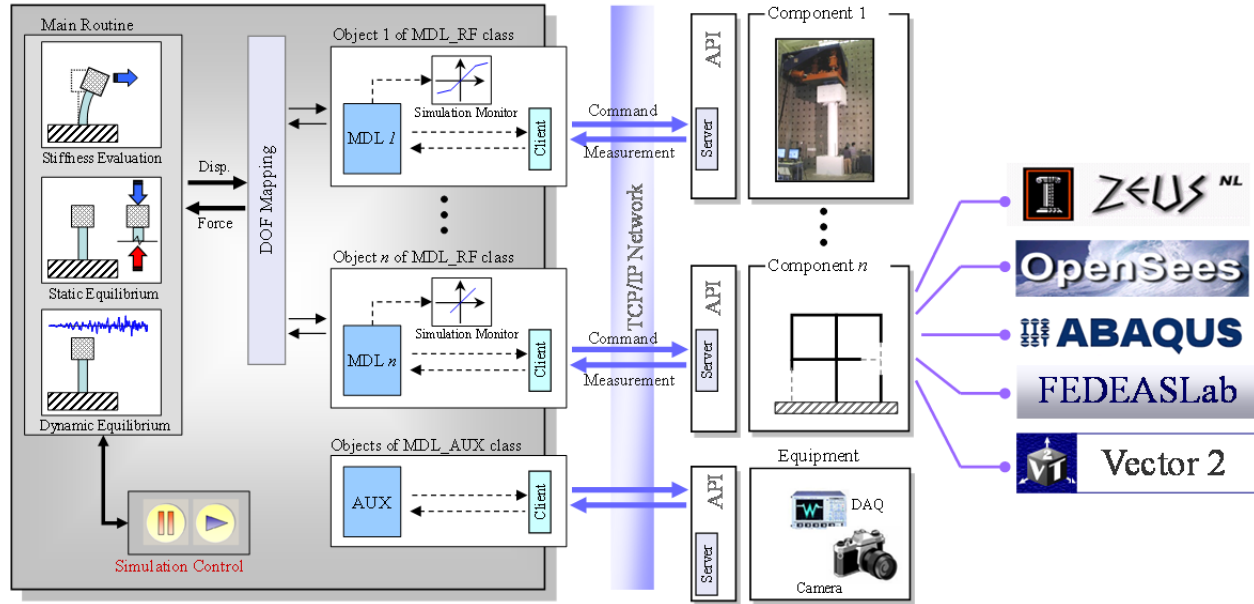 Main Routine
Stiffness Evaluation
Static Equilibrium
Dynamic Equilibrium
Simulation Control
Disp.
Force
DOF Mapping
Object 1 of MDL_RF class
Simulation Monitor
MDL 1
Client
Object n of MDL_RF class
Simulation Monitor
MDL n
Client
Objects of MDL_AUX class
AUX
Client
TCP/IP Network
Command
Measurement
Command
Measurement
API
Server
Component 1
API
Server
Component n
API
Server
Equipment
DAQ
Camera
ZEUS NL
OpenSees
ABAQUS
FEDEASLab
2
VT
Vector 2